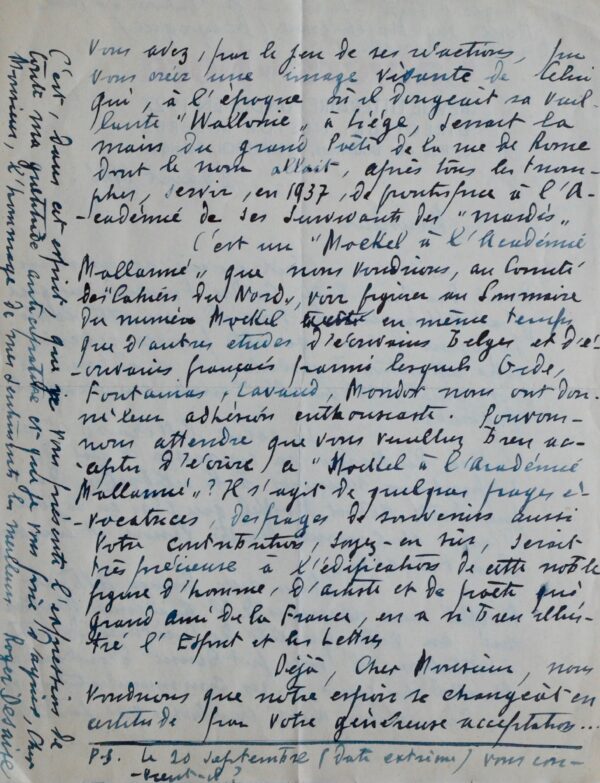 vous avez, par le jeu de ses réactions, pu
vous créer une image vivante de Celui
qui, à l'époque où il dirigeait sa vail-
lante "Wallonie" à Liège, serrait la
main du grand Poète de la rue de Rome
dont le nom allait, après tous les triom-
phes, servir, en 1937, de frontispice à l'A-
cadémie de ses survivants des "mardis"
C'est un "Mockel à l'Académie
Mallarmé" que nous voudrions, au Comité
des "Cahiers du Nord", voir figurer au Sommaire
du numéro Mockel en même temps
que d'autres études d'écrivains belges et d'é-
crivains français parmi lesquels Gide,
Fontainas, Lavaud, Mondor nous ont don-
né leur adhésion enthousiaste. Pouvons-
nous attendre que vous vouliez bien ac-
cepter d'écrire ce "Mockel à l'Académie
Mallarmé"? Il s'agit de quelques pages é-
vocatrices, des pages de souvenirs aussi
Votre contribution, soyez-en sûr, serait
très précieuse à l'édification de cette noble
figure d'homme, d'artiste et de poète qui
grand ami de la France, en a si bien illus-
tré l'Esprit et les Lettres
Déjà, Cher Monsieur, nous
voudrions que notre espoir se changeât en
certitude par votre généreuse acceptation...
P.S. Le 20 septembre (date extrême) vous con-
vient-il?
C'est, dans cet espoir que je vous présente l'expression de
toute ma gratitude anticipative et que je vous prie d'agréer, Cher
Monsieur, l'hommage de mes sentiments les meilleurs Roger Desaise